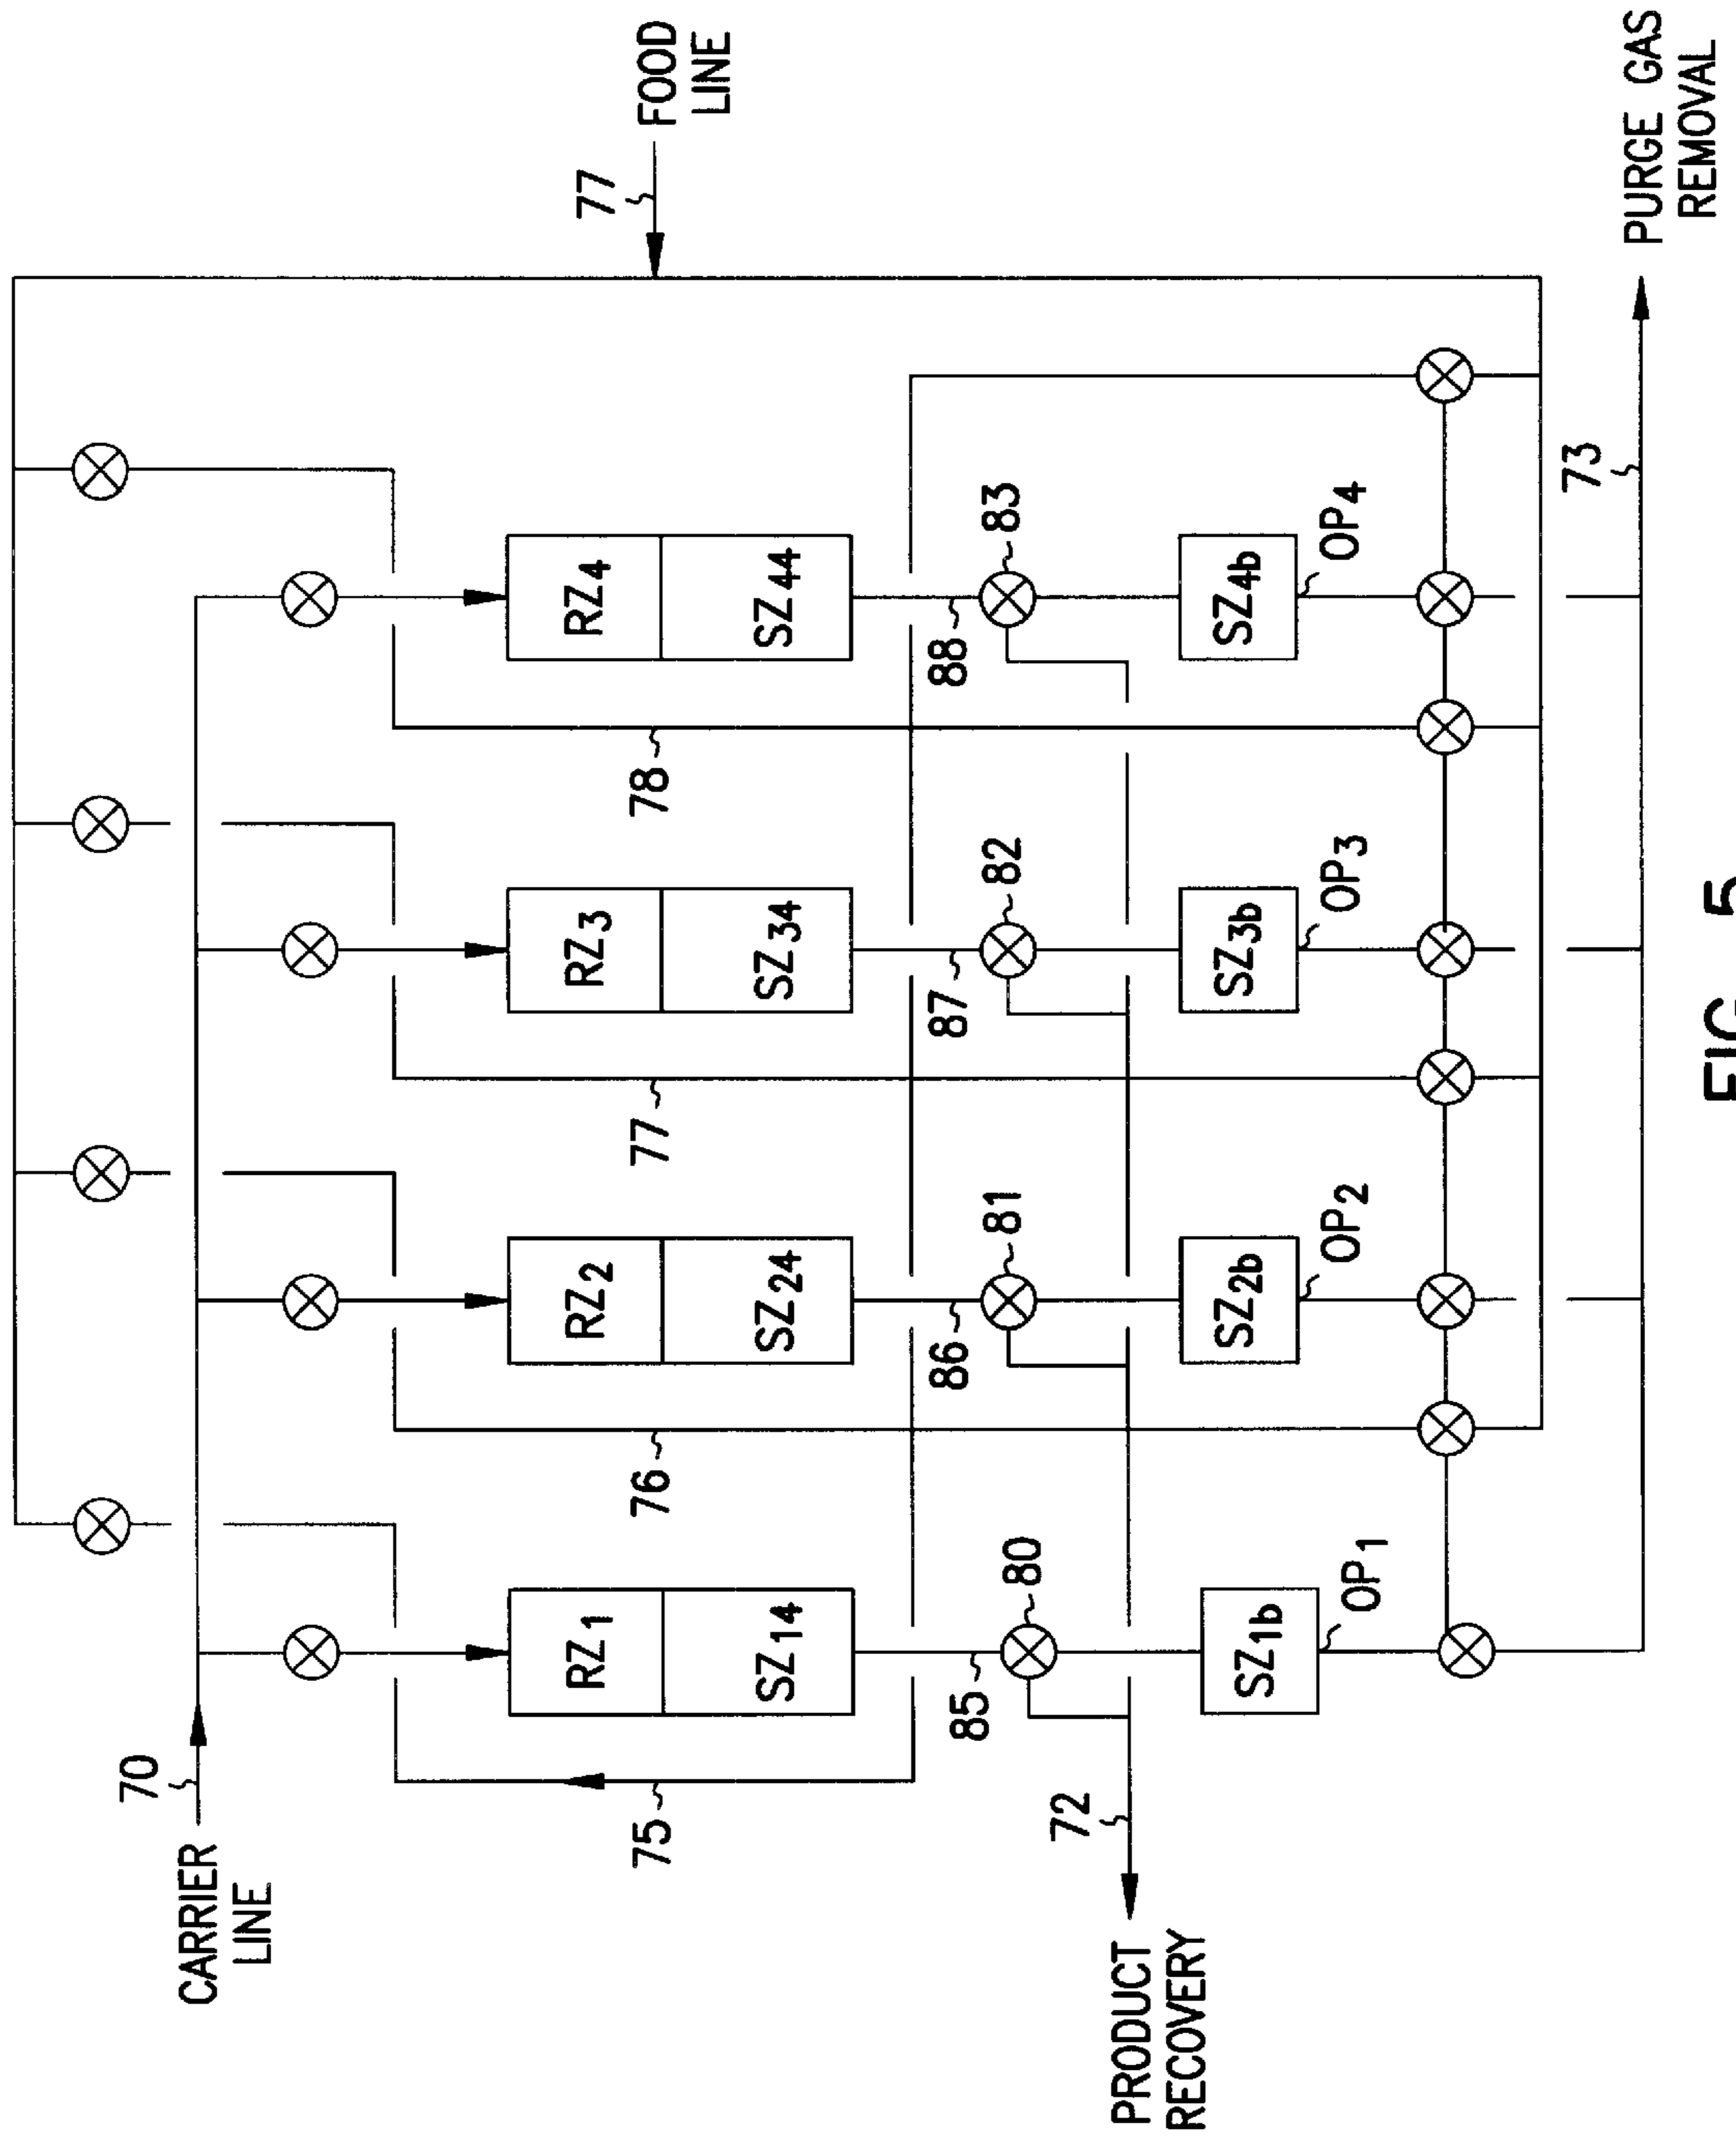 CARRIER
LINE
70
FOOD
LINE
77
75
76
77
78
RZ1
SZ14
RZ2
SZ24
RZ3
SZ34
RZ4
SZ44
85
80
86
81
87
82
88
83
72
PRODUCT
RECOVERY
SZ1b
OP1
SZ2b
OP2
SZ3b
OP3
SZ4b
OP4
73
PURGE GAS
REMOVAL
FIG. 5